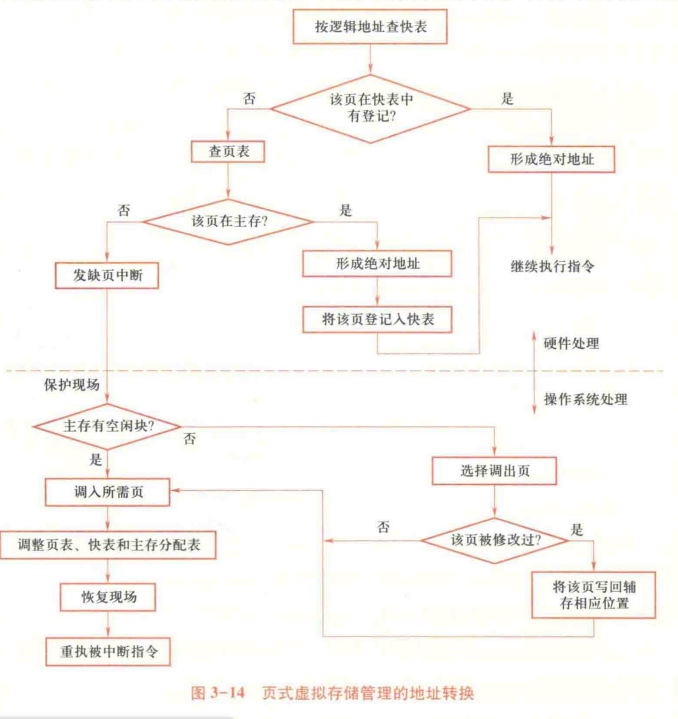 按逻辑地址查快表
该页在快表中
有登记?
否
是
查页表
形成绝对地址
该页在主存?
否
是
继续执行指令
发缺页中断
形成绝对地址
将该页登记入快表
硬件处理
保护现场
操作系统处理
主存有空闲块?
否
是
选择调出页
调入所需页
该页被修改过?
否
是
调整页表、快表和主存分配表
将该页写回辅
存相应位置
恢复现场
重执被中断指令
图 3-14 页式虚拟存储管理的地址转换